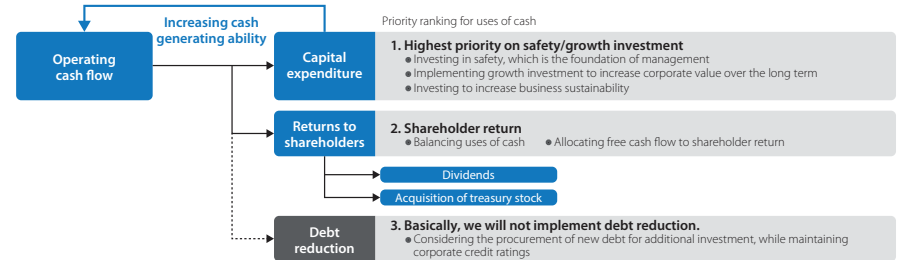 Increasing cash
generating ability
Priority ranking for uses of cash
Operating
cash flow
Capital
expenditure
1. Highest priority on safety/growth investment
● Investing in safety, which is the foundation of management
● Implementing growth investment to increase corporate value over the long term
● Investing to increase business sustainability
Returns to
shareholders
2. Shareholder return
● Balancing uses of cash ● Allocating free cash flow to shareholder return
Dividends
Acquisition of treasury stock
Debt
reduction
3. Basically, we will not implement debt reduction.
● Considering the procurement of new debt for additional investment, while maintaining
corporate credit ratings